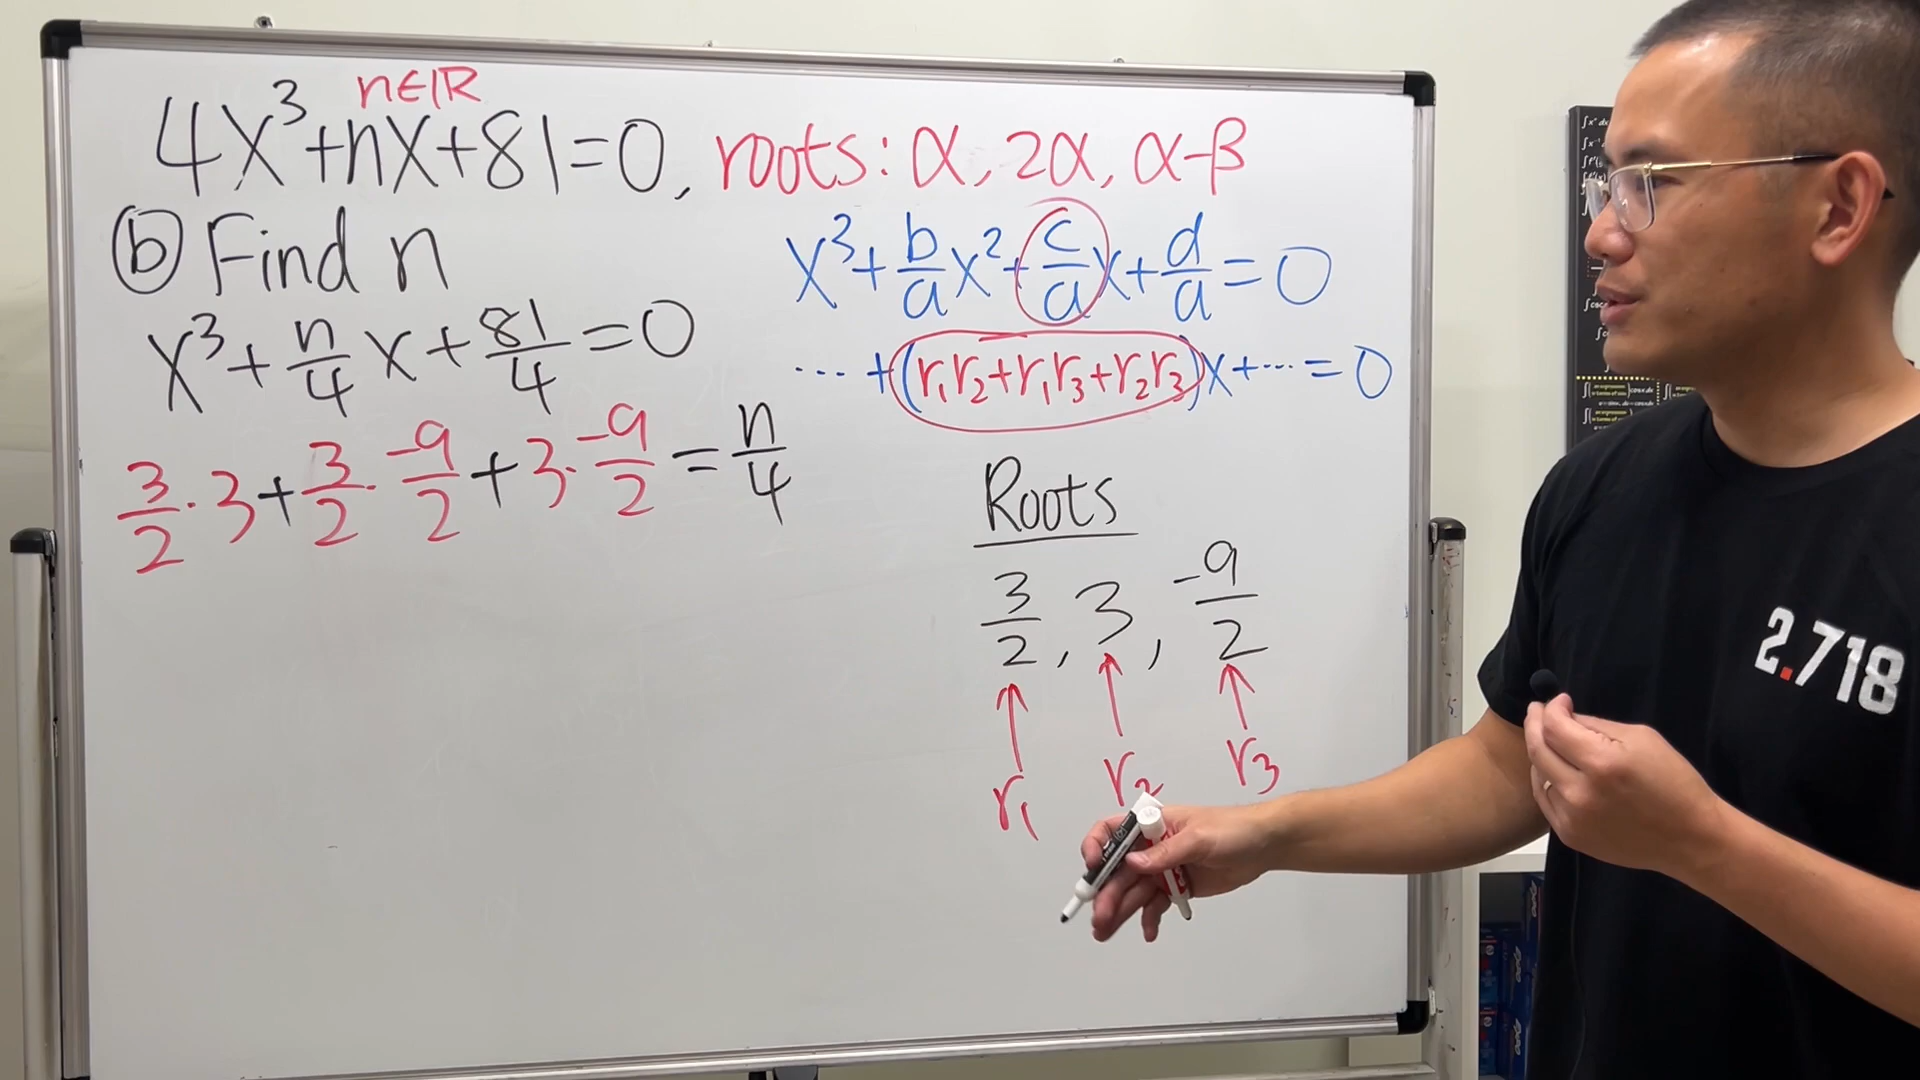 n∈ℝ
4x³+nx+81=0, roots: α, 2α, α-β
ⓑ Find n
x³+n/4 x+81/4=0
3/2·3+3/2·-9/2+3·-9/2=n/4
x³+b/a x²+c/a x+d/a=0
···+(r₁r₂+r₁r₃+r₂r₃)x+···=0
Roots
3/2, 3, -9/2
r₁ r₂ r₃
2.718